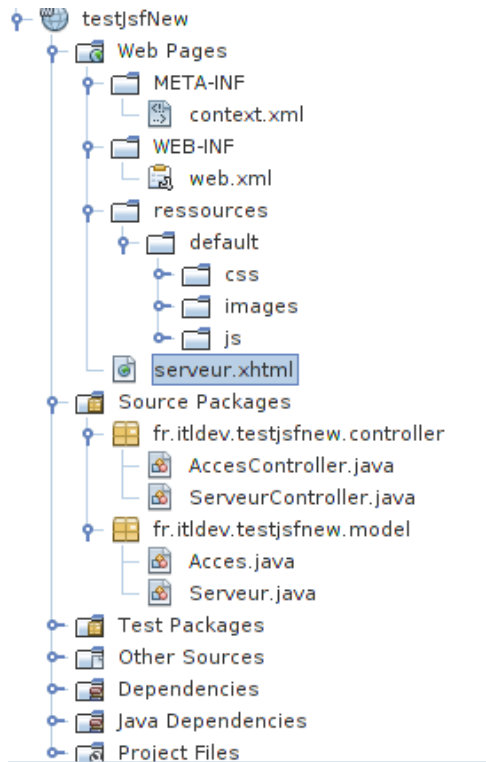 testJsfNew
Web Pages
META-INF
context.xml
WEB-INF
web.xml
ressources
default
css
images
js
serveur.xhtml
Source Packages
fr.itldev.testjsfnew.controller
AccesController.java
ServeurController.java
fr.itldev.testjsfnew.model
Acces.java
Serveur.java
Test Packages
Other Sources
Dependencies
Java Dependencies
Project Files